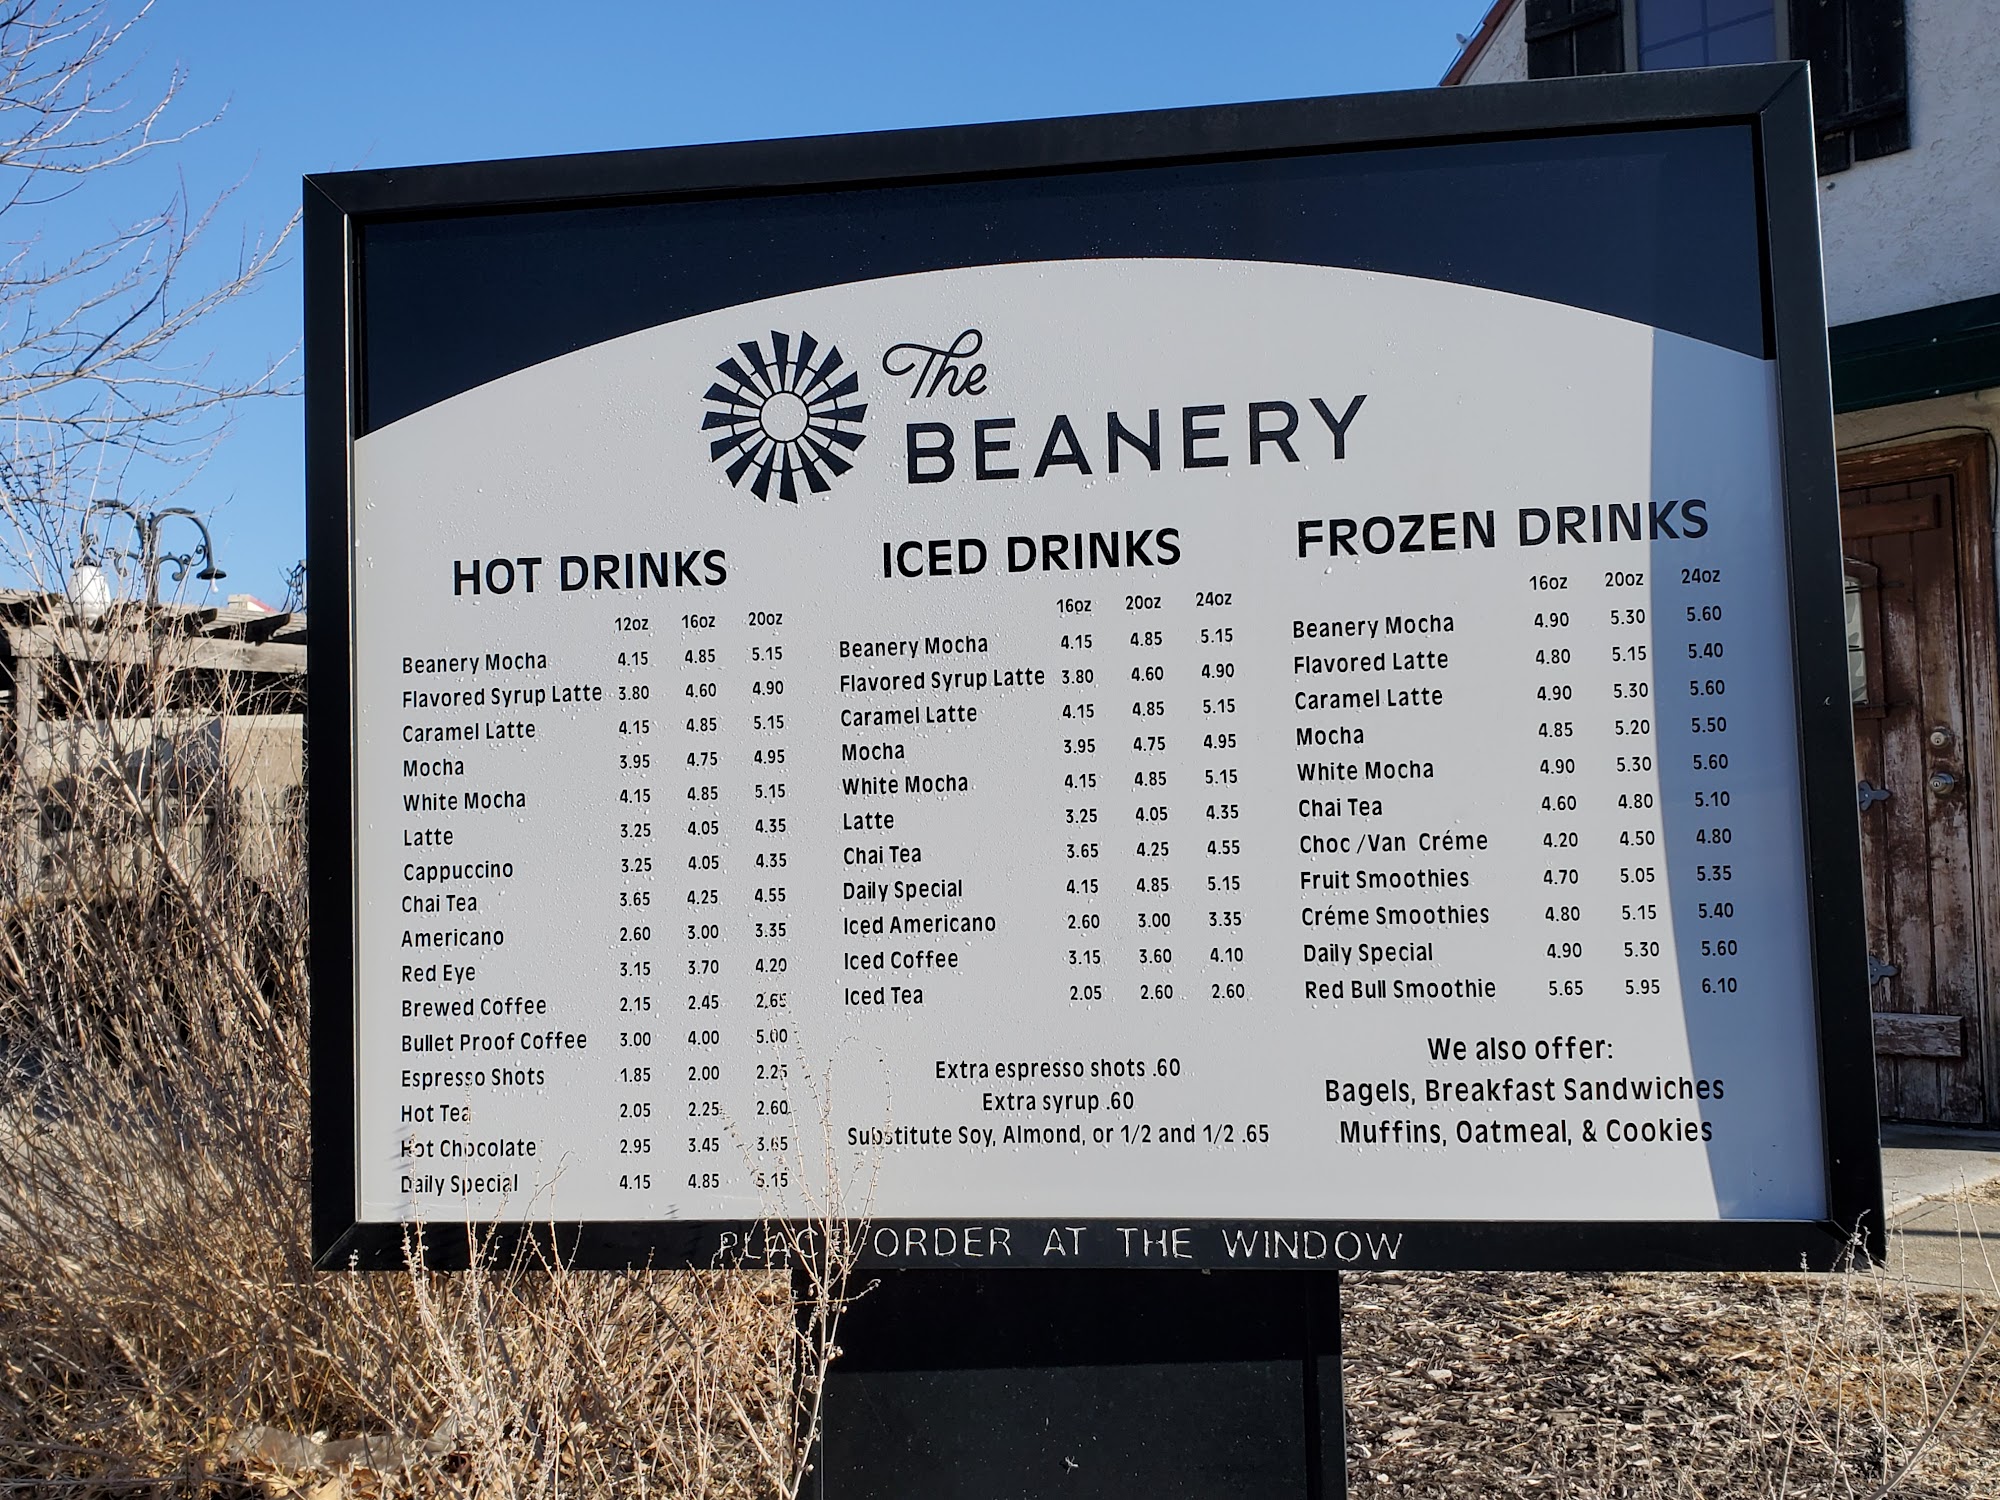 The
BEANERY
HOT DRINKS
12oz 16oz 20oz
Beanery Mocha 4.15 4.85 5.15
Flavored Syrup Latte 3.80 4.60 4.90
Caramel Latte 4.15 4.85 5.15
Mocha 3.95 4.75 4.95
White Mocha 4.15 4.85 5.15
Latte 3.25 4.05 4.35
Cappuccino 3.25 4.05 4.35
Chai Tea 3.65 4.25 4.55
Americano 2.60 3.00 3.35
Red Eye 3.15 3.70 4.20
Brewed Coffee 2.15 2.45 2.65
Bullet Proof Coffee 3.00 4.00 5.00
Espresso Shots 1.85 2.00 2.25
Hot Tea 2.05 2.25 2.60
Hot Chocolate 2.95 3.45 3.65
Daily Special 4.15 4.85 5.15
ICED DRINKS
16oz 20oz 24oz
Beanery Mocha 4.15 4.85 5.15
Flavored Syrup Latte 3.80 4.60 4.90
Caramel Latte 4.15 4.85 5.15
Mocha 3.95 4.75 4.95
White Mocha 4.15 4.85 5.15
Latte 3.25 4.05 4.35
Chai Tea 3.65 4.25 4.55
Daily Special 4.15 4.85 5.15
Iced Americano 2.60 3.00 3.35
Iced Coffee 3.15 3.60 4.10
Iced Tea 2.05 2.60 2.60
Extra espresso shots .60
Extra syrup .60
Substitute Soy, Almond, or 1/2 and 1/2 .65
FROZEN DRINKS
16oz 20oz 24oz
Beanery Mocha 4.90 5.30 5.60
Flavored Latte 4.80 5.15 5.40
Caramel Latte 4.90 5.30 5.60
Mocha 4.85 5.20 5.50
White Mocha 4.90 5.30 5.60
Chai Tea 4.60 4.80 5.10
Choc /Van Créme 4.20 4.50 4.80
Fruit Smoothies 4.70 5.05 5.35
Créme Smoothies 4.80 5.15 5.40
Daily Special 4.90 5.30 5.60
Red Bull Smoothie 5.65 5.95 6.10
We also offer:
Bagels, Breakfast Sandwiches
Muffins, Oatmeal, & Cookies
PLACE ORDER AT THE WINDOW